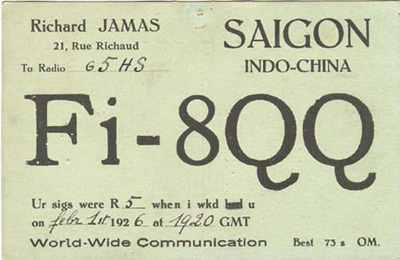 Richard JAMAS SAIGON
21, Rue Richaud INDO-CHINA
To Radio G5HS
Fi-8QQ
Ur sigs were R 5 when i wkd u
on febr 1st 1926 at 1920 GMT
World-Wide Communication Best 73 s OM.